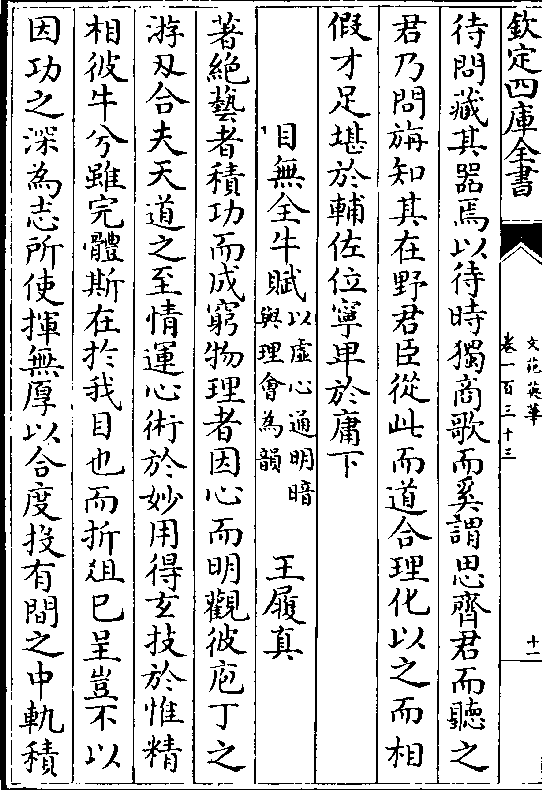 欽定四庫全書
文苑英華
卷一百三十三
十一
待問藏其器焉以待時獨商歌而奚謂思齊君而聽之
君乃問旃知其在野君臣從此而道合理化以之而相
假才足堪於輔佐位寧卑於庸下
目無全牛賦以虛心通明暗與理會為韻 王履真
著絶藝者積功而成窮物理者因心而明觀彼庖丁之
游刃合夫天道之至情運心術於妙用得玄技於惟精
相彼牛兮雖完體斯在扵我目也而折俎已呈豈不以
因功之深為志所使揮無厚以合度投有間之中軌積